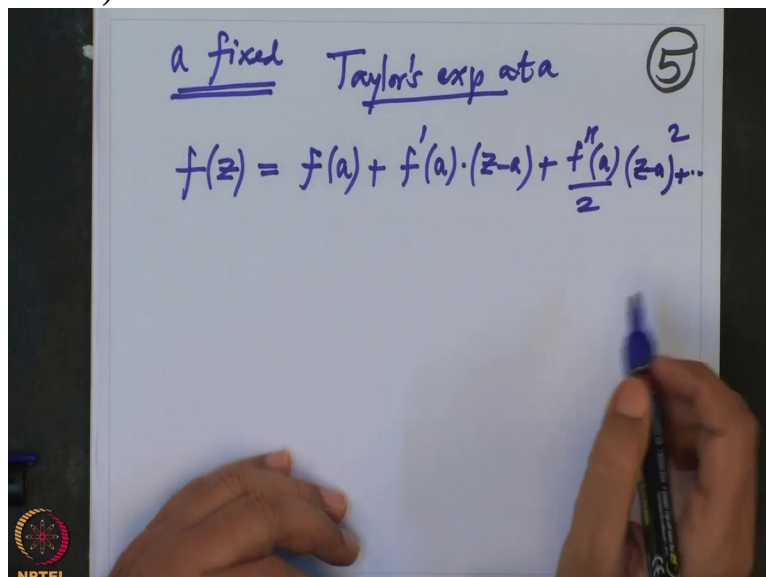 a fixed Taylor's exp at a 5
f(z) = f(a) + f'(a)·(z-a) + f''(a)/2 (z-a)^2 + ...
NPTEL